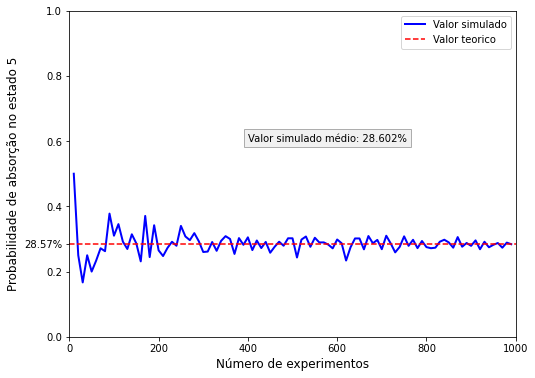 Valor simulado
Valor teorico
Valor simulado médio: 28.602%
Probabilidade de absorção no estado 5
1.0
0.8
0.6
0.4
28.57%
0.2
0.0
0
200
400
600
800
1000
Número de experimentos